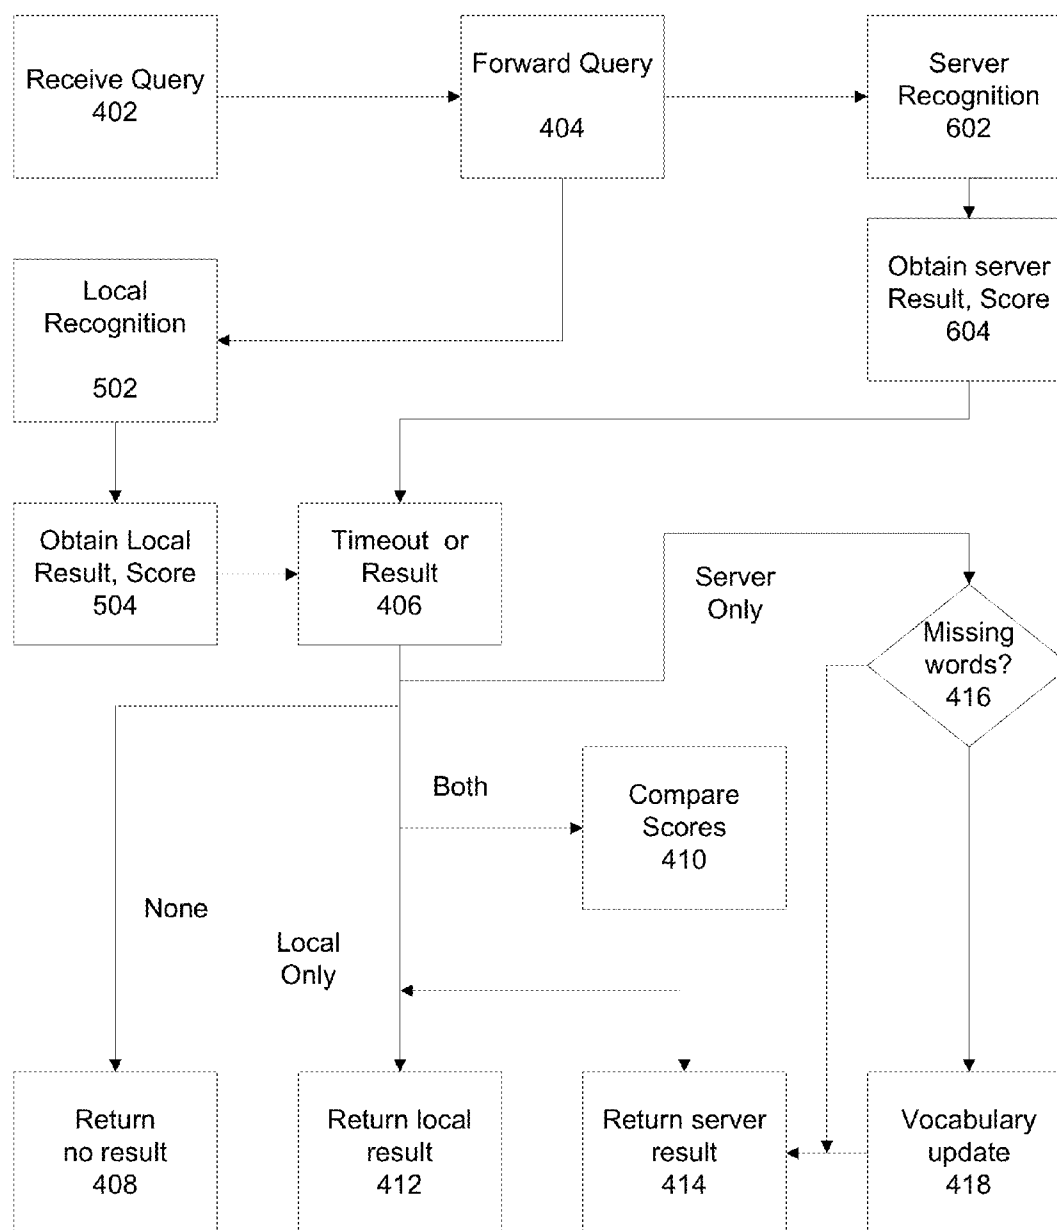 Receive Query
402
Forward Query
404
Server
Recognition
602
Local
Recognition
502
Obtain server
Result, Score
604
Obtain Local
Result, Score
504
Timeout or
Result
406
Server
Only
Missing
words?
416
Both
Compare
Scores
410
None
Local
Only
Return
no result
408
Return local
result
412
Return server
result
414
Vocabulary
update
418